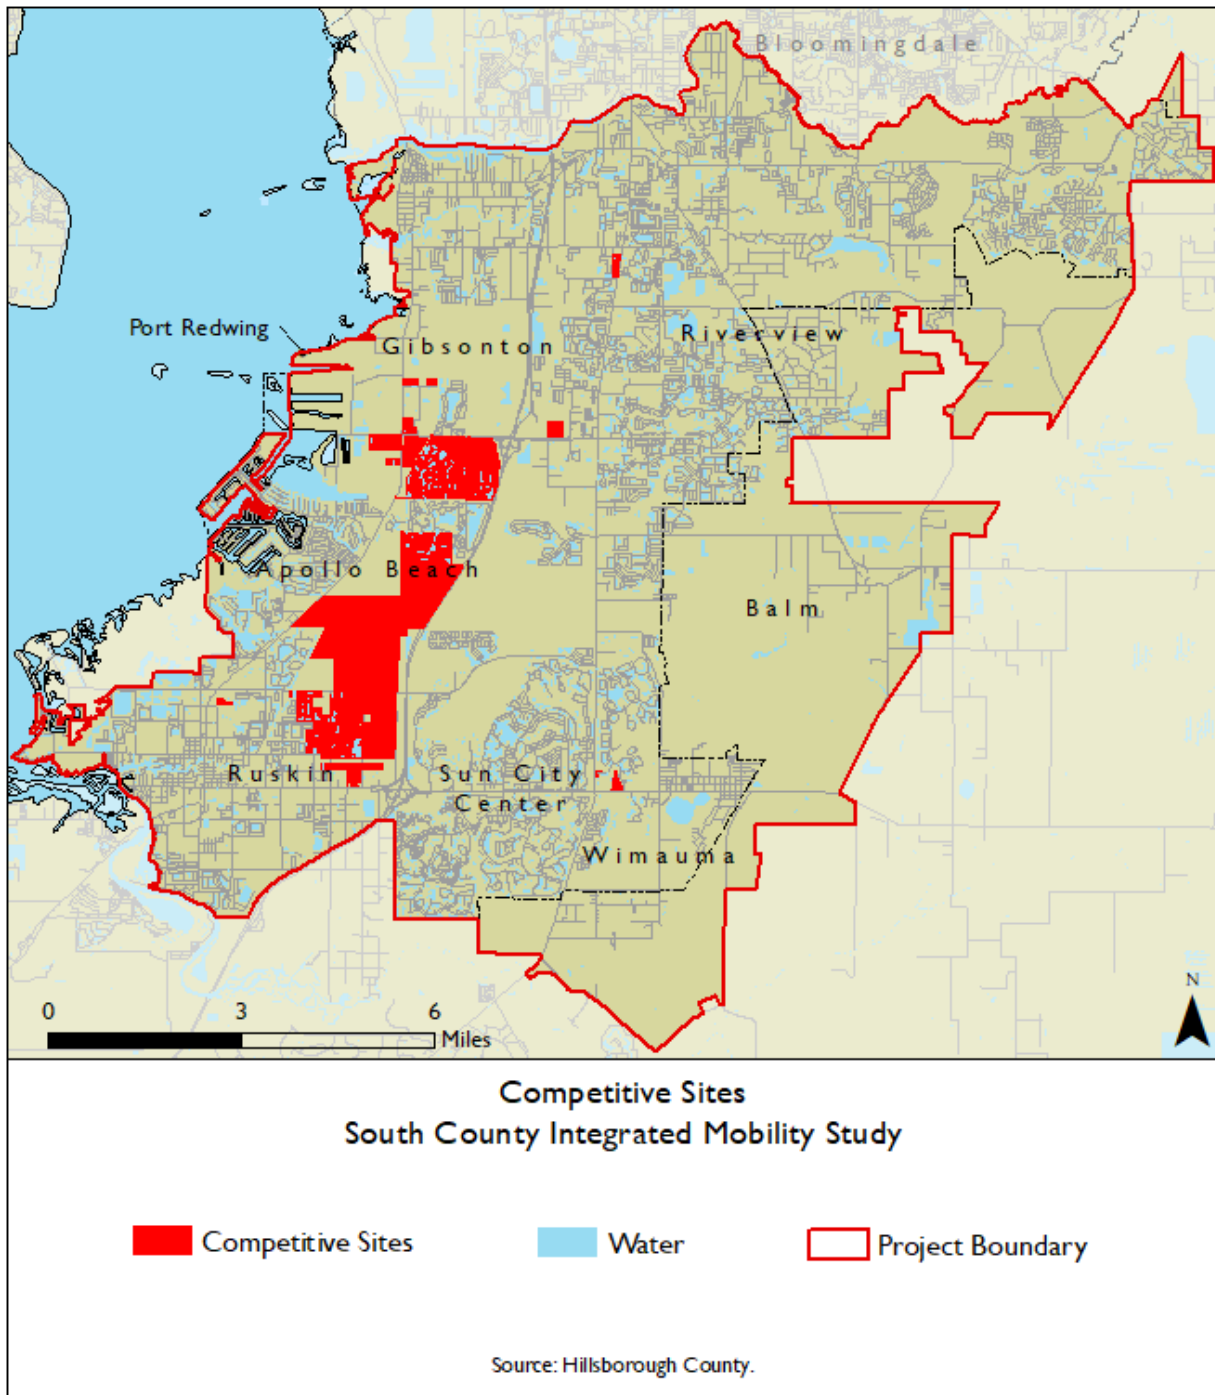 Bloomingdale
Port Redwing
Gibsonton
Riverview
Apollo Beach
Balm
Ruskin
Sun City
Center
Wimauma
0 3 6
Miles
N
Competitive Sites
South County Integrated Mobility Study
Competitive Sites
Water
Project Boundary
Source: Hillsborough County.